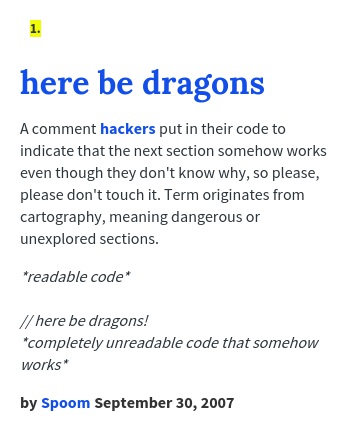 1.
here be dragons
A comment hackers put in their code to
indicate that the next section somehow works
even though they don't know why, so please,
please don't touch it. Term originates from
cartography, meaning dangerous or
unexplored sections.
*readable code*
// here be dragons!
*completely unreadable code that somehow
works*
by Spoom September 30, 2007